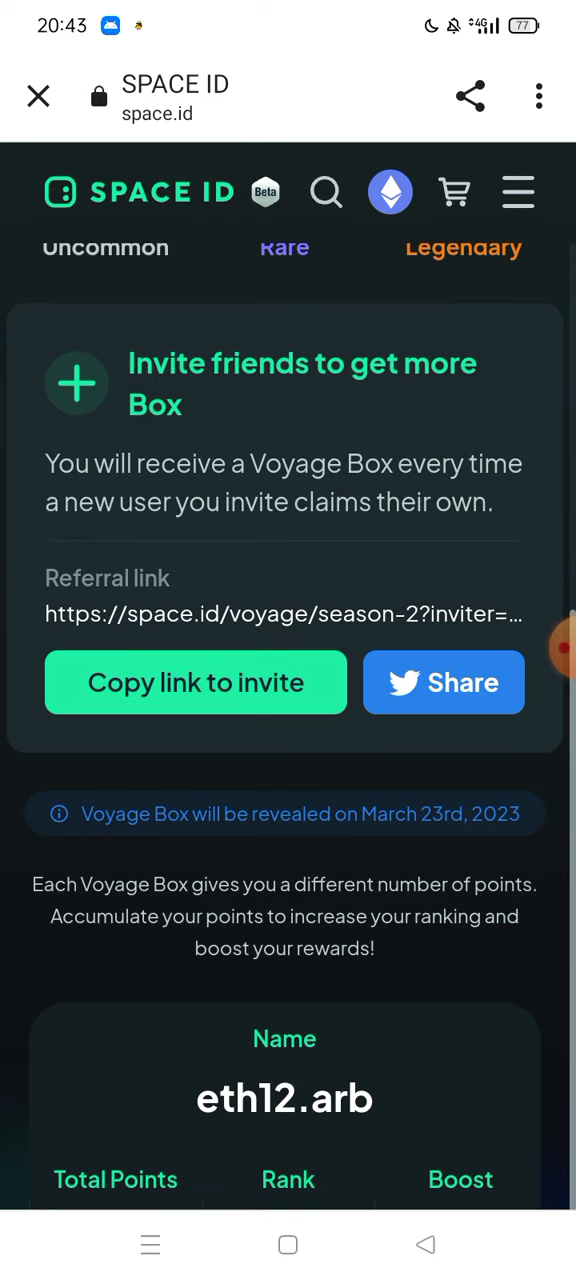 20:43
4G
77
SPACE ID
space.id
SPACE ID Beta
Uncommon Rare Legendary
Invite friends to get more
Box
You will receive a Voyage Box every time
a new user you invite claims their own.
Referral link
https://space.id/voyage/season-2?inviter=...
Copy link to invite
Share
Voyage Box will be revealed on March 23rd, 2023
Each Voyage Box gives you a different number of points.
Accumulate your points to increase your ranking and
boost your rewards!
Name
eth12.arb
Total Points Rank Boost